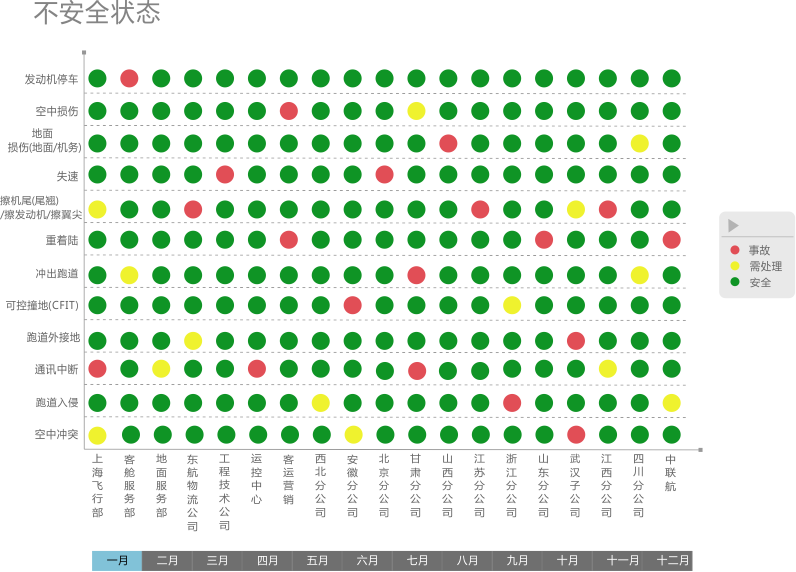 不安全状态
发动机停车
空中损伤
地面
损伤(地面/机务)
失速
擦机尾(尾翘)
/擦发动机/擦翼尖
重着陆
冲出跑道
可控撞地(CFIT)
跑道外接地
通讯中断
跑道入侵
空中冲突
事故
需处理
安全
上海飞行部
客舱服务部
地面服务部
东航物流公司
工程技术公司
运控中心
客运营销
西北分公司
安徽分公司
北京分公司
甘肃分公司
山西分公司
江苏分公司
浙江分公司
山东分公司
武汉子公司
江西分公司
四川分公司
中联航
一月 二月 三月 四月 五月 六月 七月 八月 九月 十月 十一月 十二月